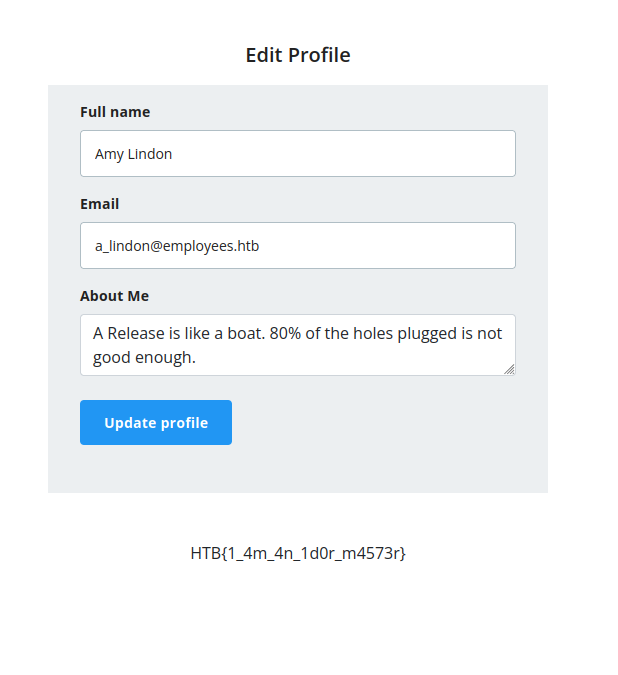 Edit Profile
Full name
Amy Lindon
Email
a_lindon@employees.htb
About Me
A Release is like a boat. 80% of the holes plugged is not
good enough.
Update profile
HTB{1_4m_4n_1d0r_m4573r}